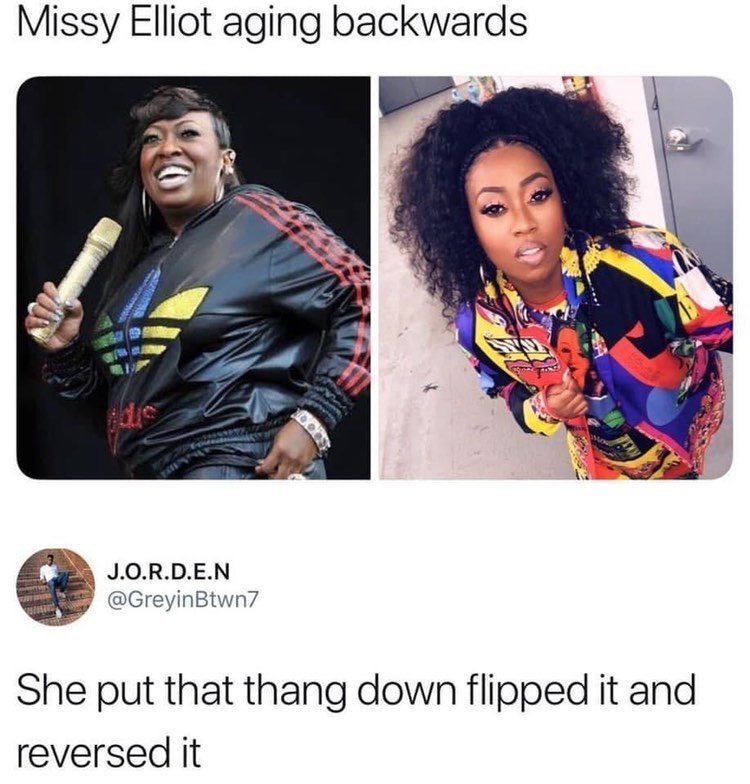 Missy Elliot aging backwards
J.O.R.D.E.N
@GreyinBtwn7
She put that thang down flipped it and
reversed it